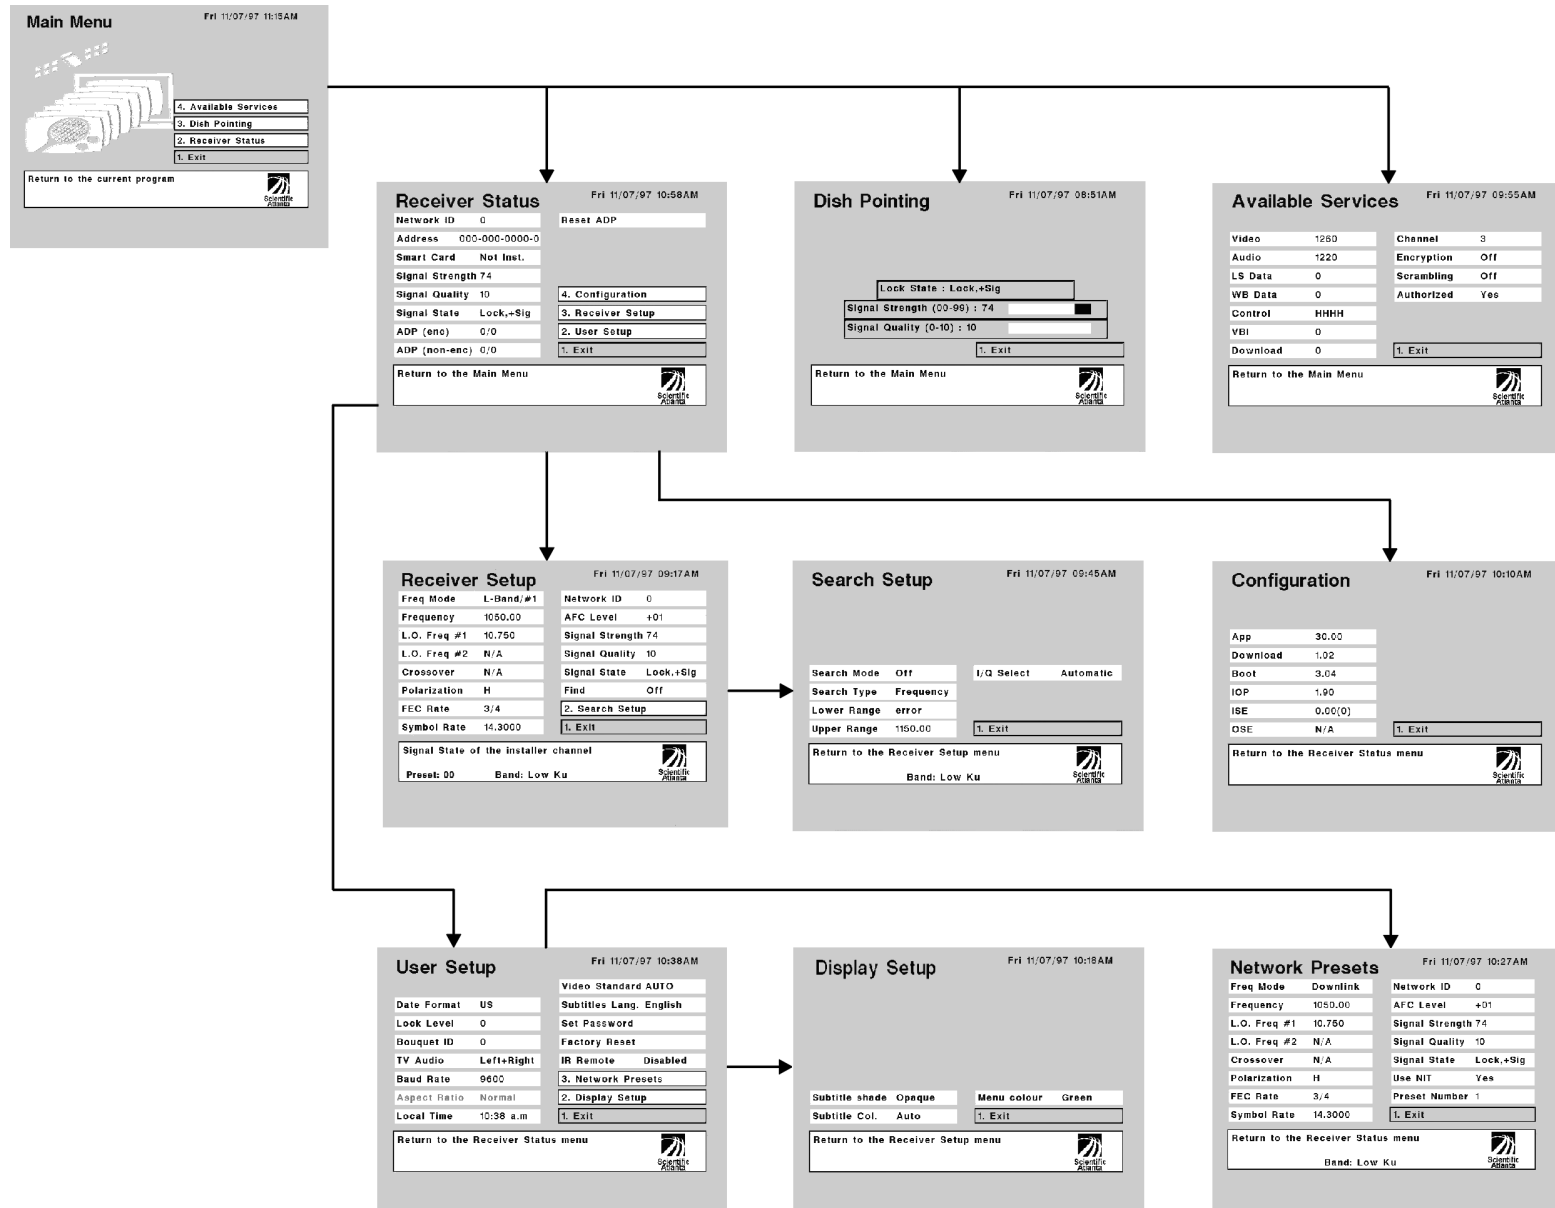 Main Menu
Fri 11/07/97 11:15AM
4. Available Services
3. Dish Pointing
2. Receiver Status
1. Exit
Return to the current program
Scientific
Atlanta
Receiver Status
Fri 11/07/97 10:58AM
Network ID 0
Reset ADP
Address 000-000-0000-0
Smart Card Not Inst.
Signal Strength 74
Signal Quality 10
4. Configuration
Signal State Lock,+Sig
3. Receiver Setup
ADP (enc) 0/0
2. User Setup
ADP (non-enc) 0/0
1. Exit
Return to the Main Menu
Scientific
Atlanta
Dish Pointing
Fri 11/07/97 08:51AM
Lock State : Lock,+Sig
Signal Strength (00-99) : 74
Signal Quality (0-10) : 10
1. Exit
Return to the Main Menu
Scientific
Atlanta
Available Services
Fri 11/07/97 09:55AM
Video 1260
Channel 3
Audio 1220
Encryption Off
LS Data 0
Scrambling Off
WB Data 0
Authorized Yes
Control HHHH
VBI 0
Download 0
1. Exit
Return to the Main Menu
Scientific
Atlanta
Receiver Setup
Fri 11/07/97 09:17AM
Freq Mode L-Band/#1
Network ID 0
Frequency 1050.00
AFC Level +01
L.O. Freq #1 10.750
Signal Strength 74
L.O. Freq #2 N/A
Signal Quality 10
Crossover N/A
Signal State Lock,+Sig
Polarization H
Find Off
FEC Rate 3/4
2. Search Setup
Symbol Rate 14.3000
1. Exit
Signal State of the installer channel
Preset: 00 Band: Low Ku
Scientific
Atlanta
Search Setup
Fri 11/07/97 09:45AM
Search Mode Off
I/Q Select Automatic
Search Type Frequency
Lower Range error
Upper Range 1150.00
1. Exit
Return to the Receiver Setup menu
Band: Low Ku
Scientific
Atlanta
Configuration
Fri 11/07/97 10:10AM
App 30.00
Download 1.02
Boot 3.04
IOP 1.90
ISE 0.00(0)
OSE N/A
1. Exit
Return to the Receiver Status menu
Scientific
Atlanta
User Setup
Fri 11/07/97 10:38AM
Video Standard AUTO
Date Format US
Subtitles Lang. English
Lock Level 0
Set Password
Bouquet ID 0
Factory Reset
TV Audio Left+Right
IR Remote Disabled
Baud Rate 9600
3. Network Presets
Aspect Ratio Normal
2. Display Setup
Local Time 10:38 a.m
1. Exit
Return to the Receiver Status menu
Scientific
Atlanta
Display Setup
Fri 11/07/97 10:18AM
Subtitle shade Opaque
Menu colour Green
Subtitle Col. Auto
1. Exit
Return to the Receiver Setup menu
Scientific
Atlanta
Network Presets
Fri 11/07/97 10:27AM
Freq Mode Downlink
Network ID 0
Frequency 1050.00
AFC Level +01
L.O. Freq #1 10.750
Signal Strength 74
L.O. Freq #2 N/A
Signal Quality 10
Crossover N/A
Signal State Lock,+Sig
Polarization H
Use NIT Yes
FEC Rate 3/4
Preset Number 1
Symbol Rate 14.3000
1. Exit
Return to the Receiver Status menu
Band: Low Ku
Scientific
Atlanta